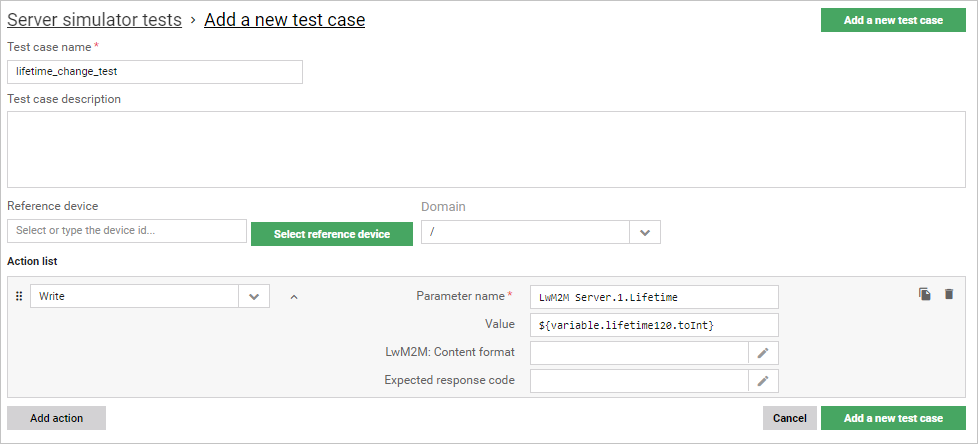 Server simulator tests › Add a new test case
Add a new test case
Test case name *
lifetime_change_test
Test case description
Reference device
Domain
Select or type the device id...
Select reference device
/
Action list
Write
Parameter name *
LwM2M Server.1.Lifetime
Value
${variable.lifetime120.toInt}
LwM2M: Content format
Expected response code
Add action
Cancel
Add a new test case